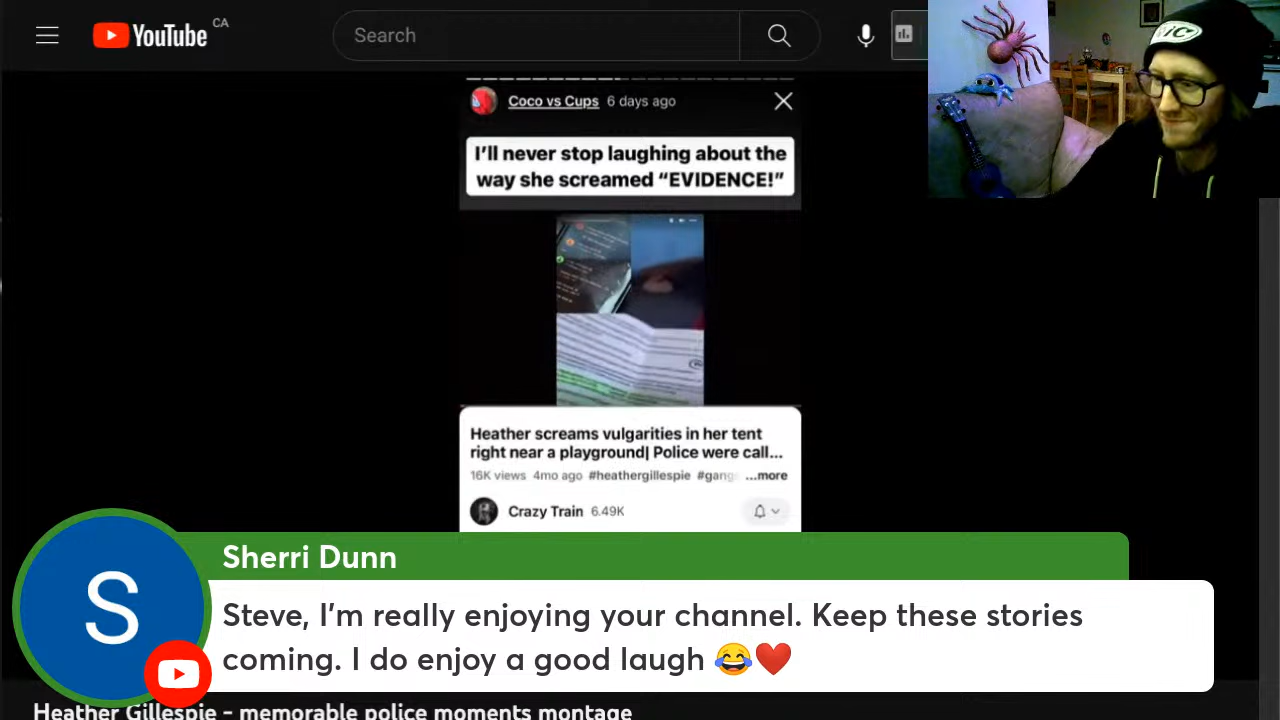 YouTube CA
Search
Coco vs Cups 6 days ago
I'll never stop laughing about the
way she screamed “EVIDENCE!”
Heather screams vulgarities in her tent
right near a playground| Police were call...
16K views 4mo ago #heathergillespie #gang ...more
Crazy Train 6.49K
S
Sherri Dunn
Steve, I'm really enjoying your channel. Keep these stories
coming. I do enjoy a good laugh 😂❤️
Heather Gillespie - memorable police moments montage